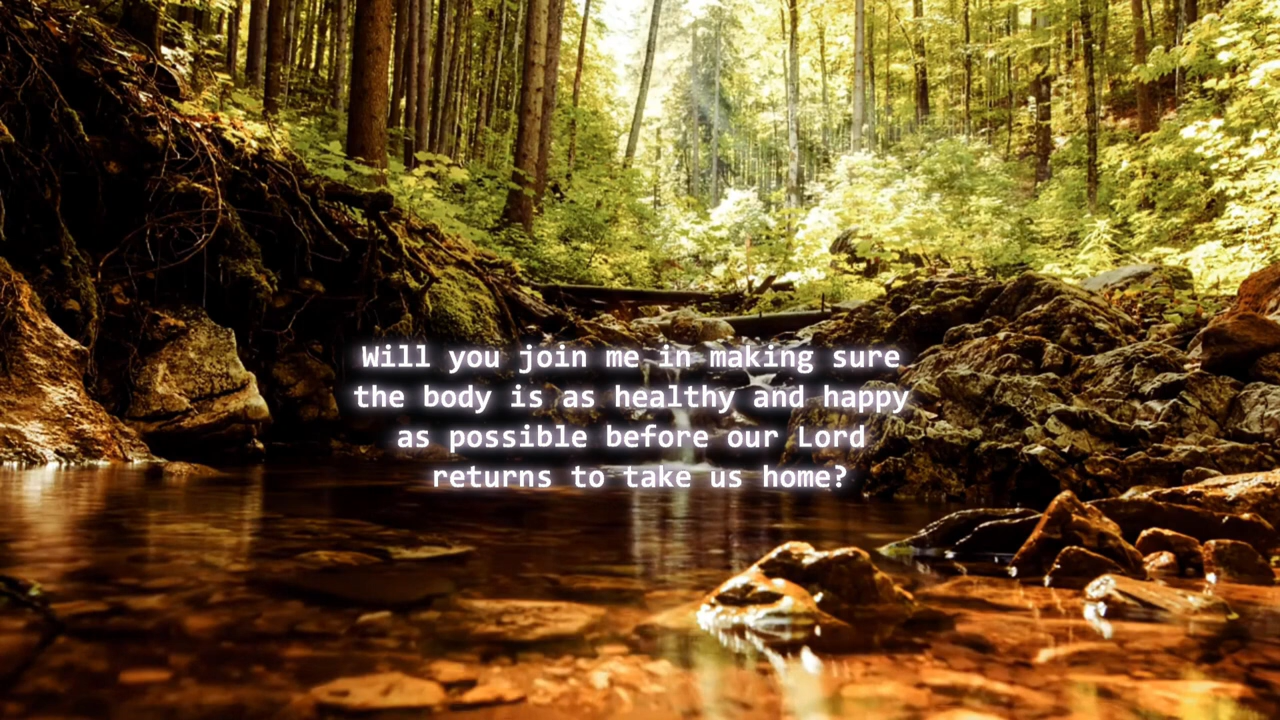 Will you join me in making sure
the body is as healthy and happy
as possible before our Lord
returns to take us home?